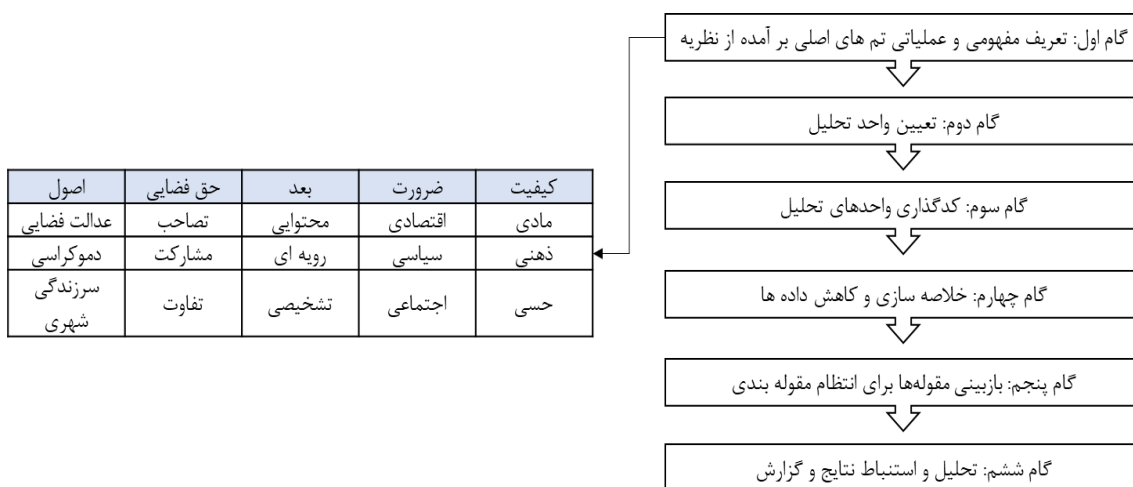 گام اول: تعریف مفهومی و عملیاتی تم های اصلی بر آمده از نظریه
گام دوم: تعیین واحد تحلیل
گام سوم: کدگذاری واحدهای تحلیل
گام چهارم: خلاصه سازی و کاهش داده ها
گام پنجم: بازبینی مقوله‌ها برای انتظام مقوله بندی
گام ششم: تحلیل و استنباط نتایج و گزارش
کیفیت ضرورت بعد حق فضایی اصول
مادی اقتصادی محتوایی تصاحب عدالت فضایی
ذهنی سیاسی رویه ای مشارکت دموکراسی
حسی اجتماعی تشخیصی تفاوت سرزندگی
شهری